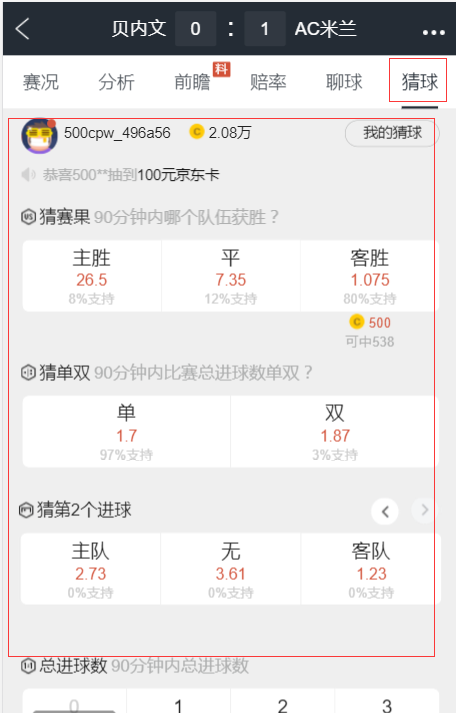 贝内文 0 : 1 AC米兰
赛况 分析 前瞻 料 赔率 聊球 猜球
500cpw_496a56 C 2.08万 我的猜球
恭喜500**抽到100元京东卡
猜赛果 90分钟内哪个队伍获胜？
主胜 平 客胜
26.5 7.35 1.075
8%支持 12%支持 80%支持
C 500
可中538
猜单双 90分钟内比赛总进球数单双？
单 双
1.7 1.87
97%支持 3%支持
猜第2个进球
主队 无 客队
2.73 3.61 1.23
0%支持 0%支持 0%支持
总进球数 90分钟内总进球数
0 1 2 3